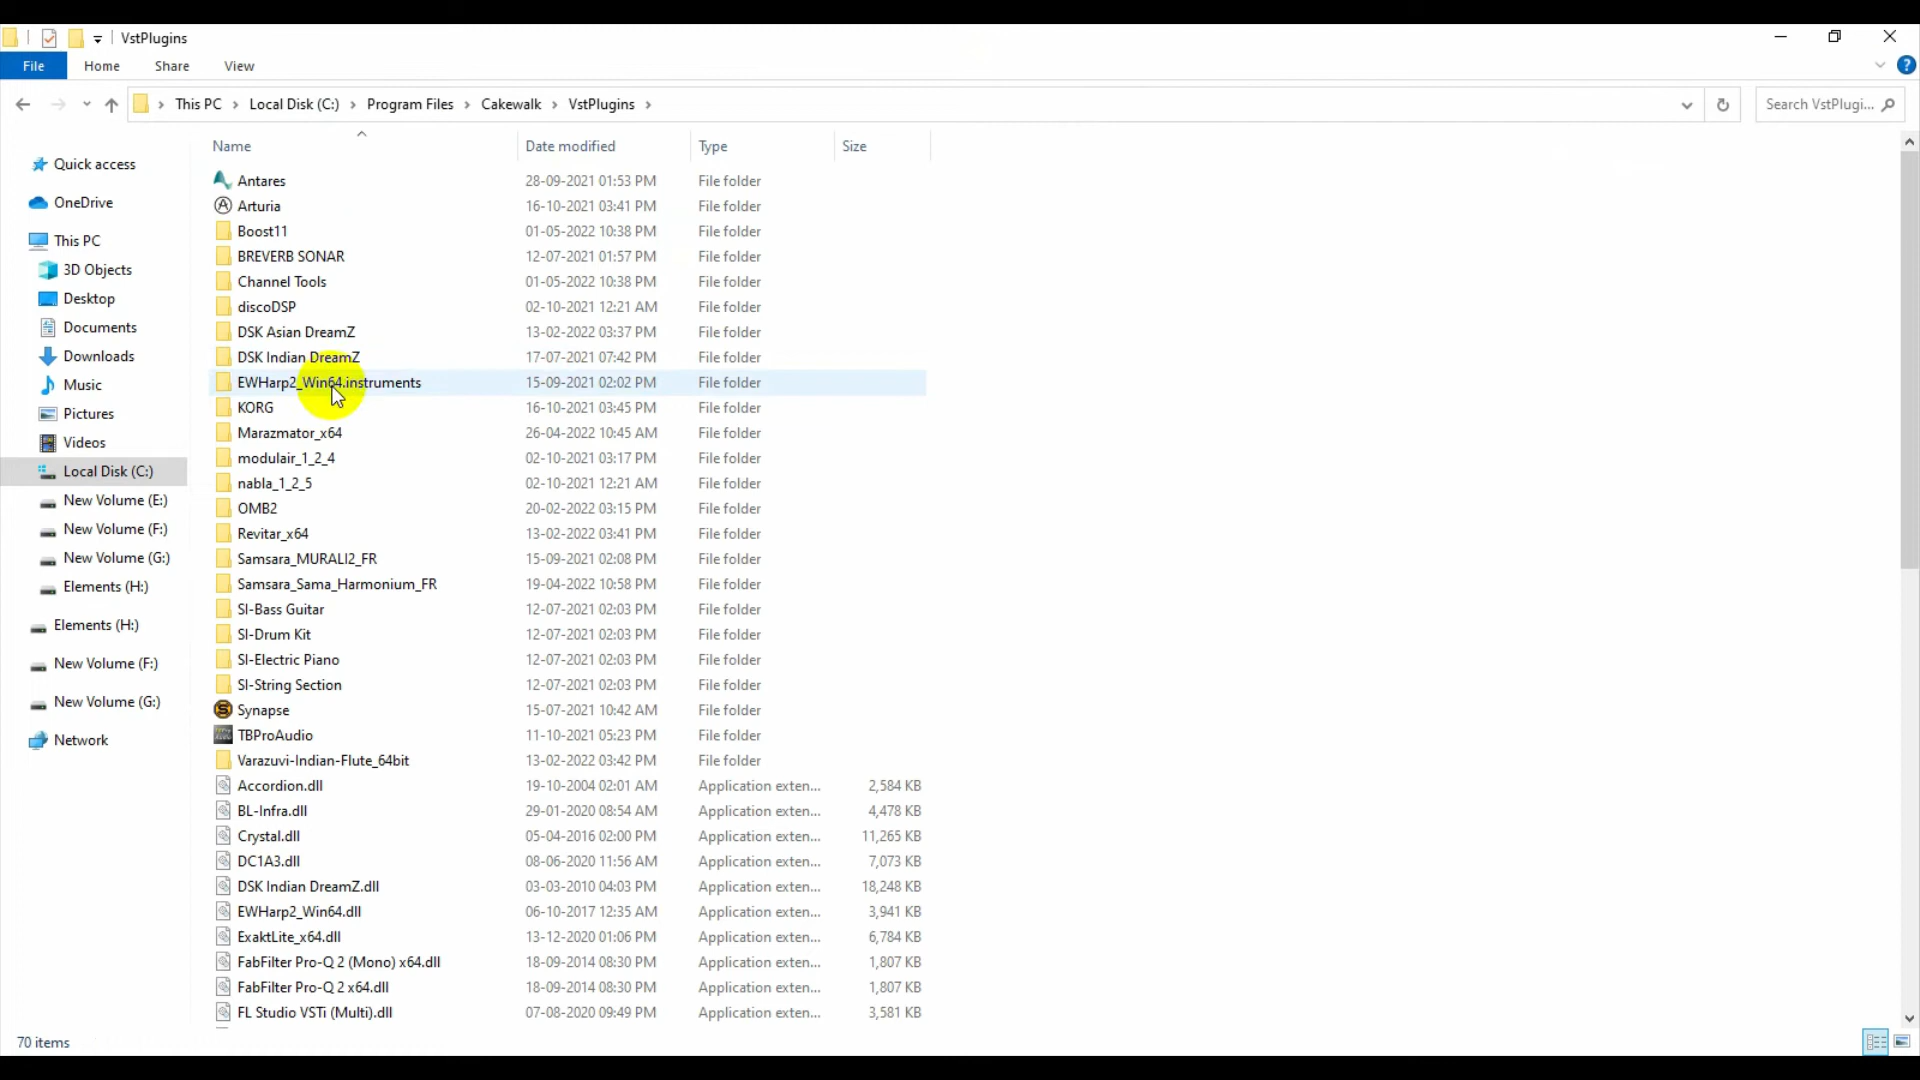 VstPlugins
File Home Share View
This PC Local Disk (C:) Program Files Cakewalk VstPlugins
Search VstPlugi...
Name Date modified Type Size
Quick access
OneDrive
This PC
3D Objects
Desktop
Documents
Downloads
Music
Pictures
Videos
Local Disk (C:)
New Volume (E:)
New Volume (F:)
New Volume (G:)
Elements (H:)
Elements (H:)
New Volume (F:)
New Volume (G:)
Network
Antares 28-09-2021 01:53 PM File folder
Arturia 16-10-2021 03:41 PM File folder
Boost11 01-05-2022 10:38 PM File folder
BREVERB SONAR 12-07-2021 01:57 PM File folder
Channel Tools 01-05-2022 10:38 PM File folder
discoDSP 02-10-2021 12:21 AM File folder
DSK Asian DreamZ 13-02-2022 03:37 PM File folder
DSK Indian DreamZ 17-07-2021 07:42 PM File folder
EWHarp2_Win64.instruments 15-09-2021 02:02 PM File folder
KORG 16-10-2021 03:45 PM File folder
Marazmator_x64 26-04-2022 10:45 AM File folder
modulair_1_2_4 02-10-2021 03:17 PM File folder
nabla_1_2_5 02-10-2021 12:21 AM File folder
OMB2 20-02-2022 03:15 PM File folder
Revitar_x64 13-02-2022 03:41 PM File folder
Samsara_MURALI2_FR 15-09-2021 02:08 PM File folder
Samsara_Sama_Harmonium_FR 19-04-2022 10:58 PM File folder
SI-Bass Guitar 12-07-2021 02:03 PM File folder
SI-Drum Kit 12-07-2021 02:03 PM File folder
SI-Electric Piano 12-07-2021 02:03 PM File folder
SI-String Section 12-07-2021 02:03 PM File folder
Synapse 15-07-2021 10:42 AM File folder
TBProAudio 11-10-2021 05:23 PM File folder
Varazuvi-Indian-Flute_64bit 13-02-2022 03:42 PM File folder
Accordion.dll 19-10-2004 02:01 AM Application exten... 2,584 KB
BL-Infra.dll 29-01-2020 08:54 AM Application exten... 4,478 KB
Crystal.dll 05-04-2016 02:00 PM Application exten... 11,265 KB
DC1A3.dll 08-06-2020 11:56 AM Application exten... 7,073 KB
DSK Indian DreamZ.dll 03-03-2010 04:03 PM Application exten... 18,248 KB
EWHarp2_Win64.dll 06-10-2017 12:35 AM Application exten... 3,941 KB
ExaktLite_x64.dll 13-12-2020 01:06 PM Application exten... 6,784 KB
FabFilter Pro-Q 2 (Mono) x64.dll 18-09-2014 08:30 PM Application exten... 1,807 KB
FabFilter Pro-Q 2 x64.dll 18-09-2014 08:30 PM Application exten... 1,807 KB
FL Studio VSTi (Multi).dll 07-08-2020 09:49 PM Application exten... 3,581 KB
70 items